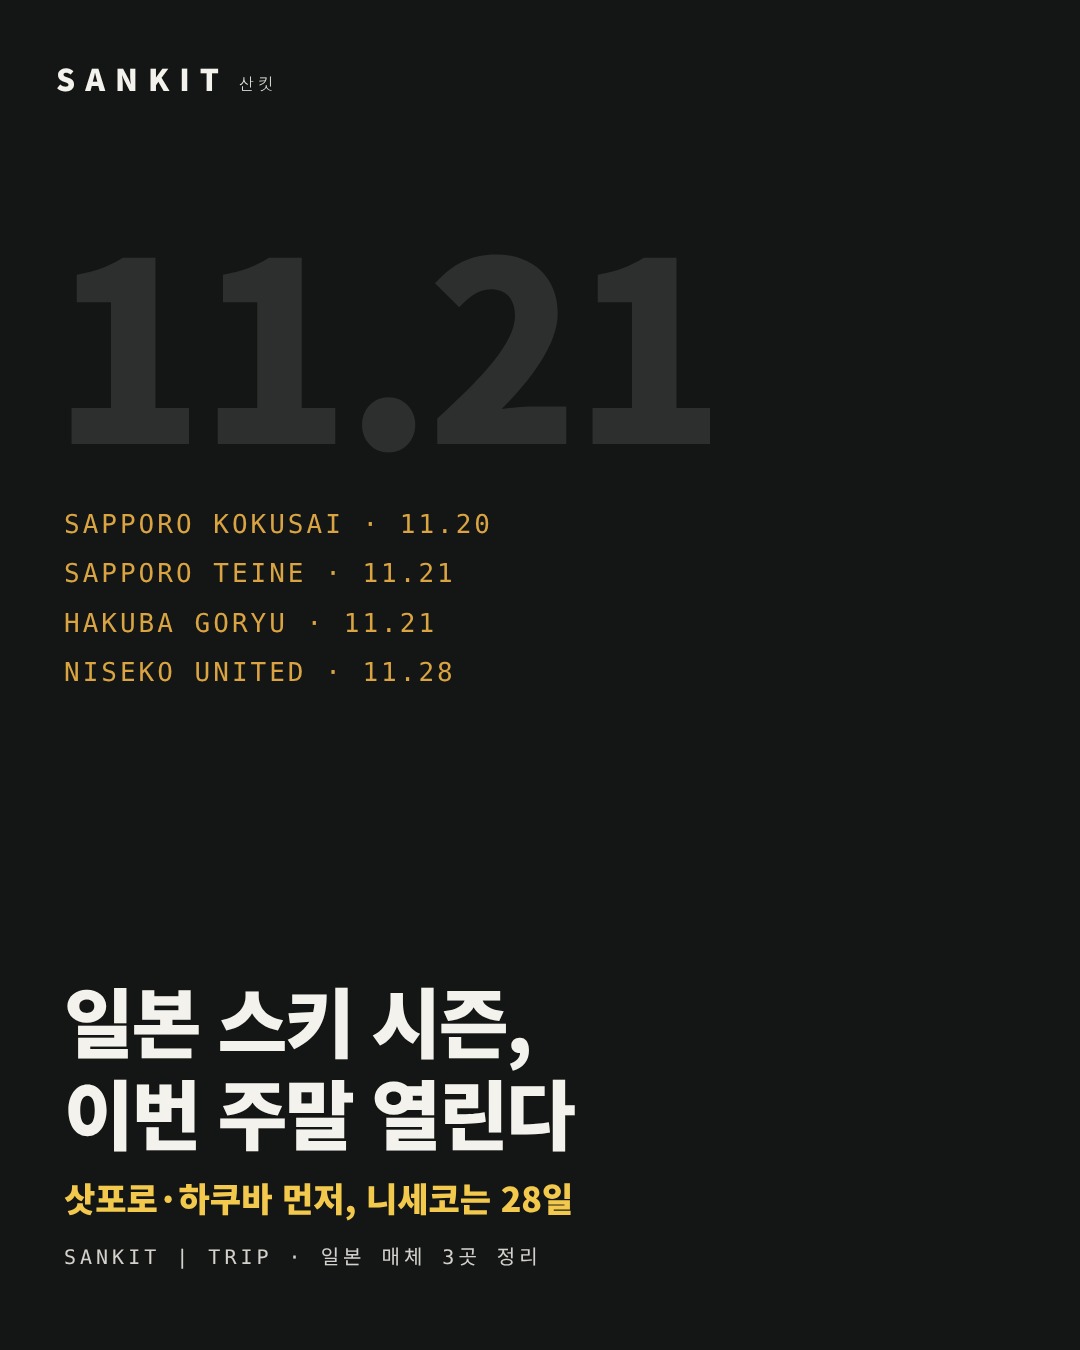 SANKIT 산킷
11.21
SAPPORO KOKUSAI · 11.20
SAPPORO TEINE · 11.21
HAKUBA GORYU · 11.21
NISEKO UNITED · 11.28
일본 스키 시즌,
이번 주말 열린다
삿포로·하쿠바 먼저, 니세코는 28일
SANKIT | TRIP · 일본 매체 3곳 정리